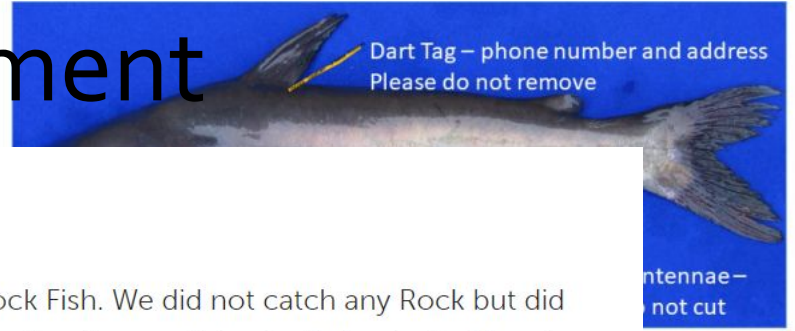 ment
Dart Tag – phone number and address
Please do not remove
ntennae–
not cut
ock Fish. We did not catch any Rock but did